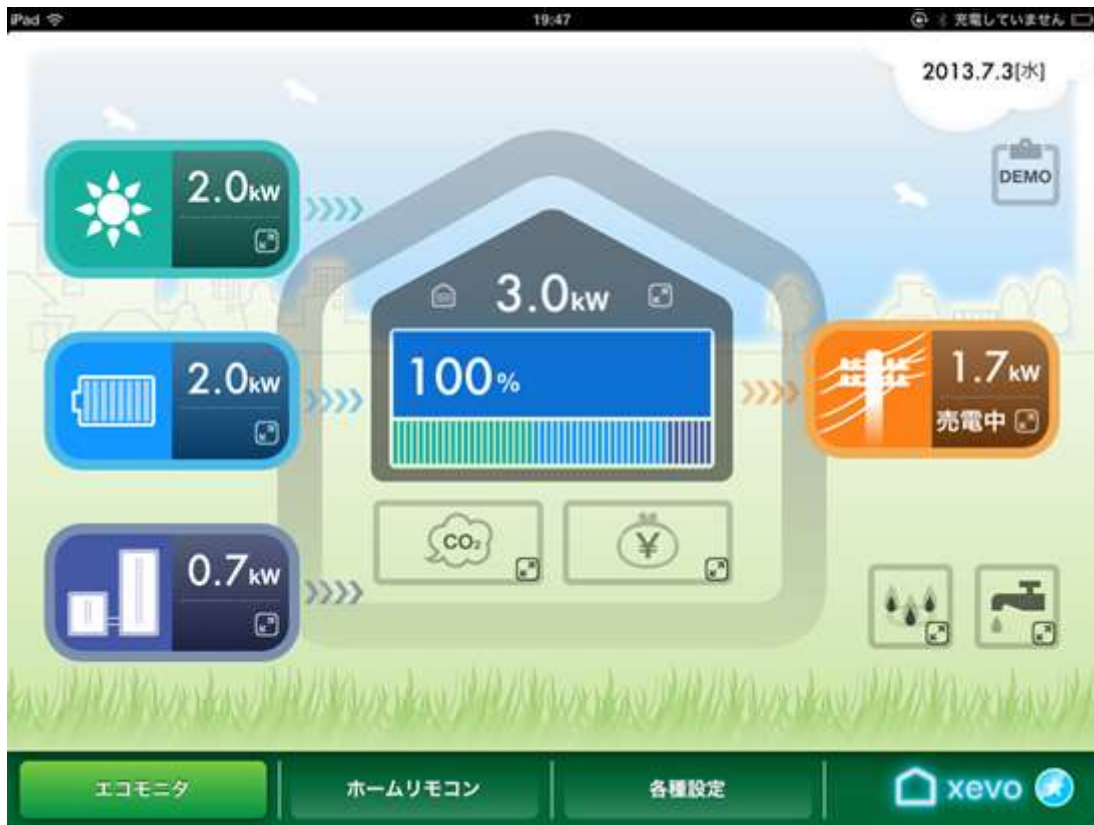 iPad 19:47 充電していません
2013.7.3[水]
DEMO
2.0kW
3.0kW
2.0kW
100%
1.7kW
売電中
CO₂ ¥
0.7kW
エコモニタ ホームリモコン 各種設定 xevo